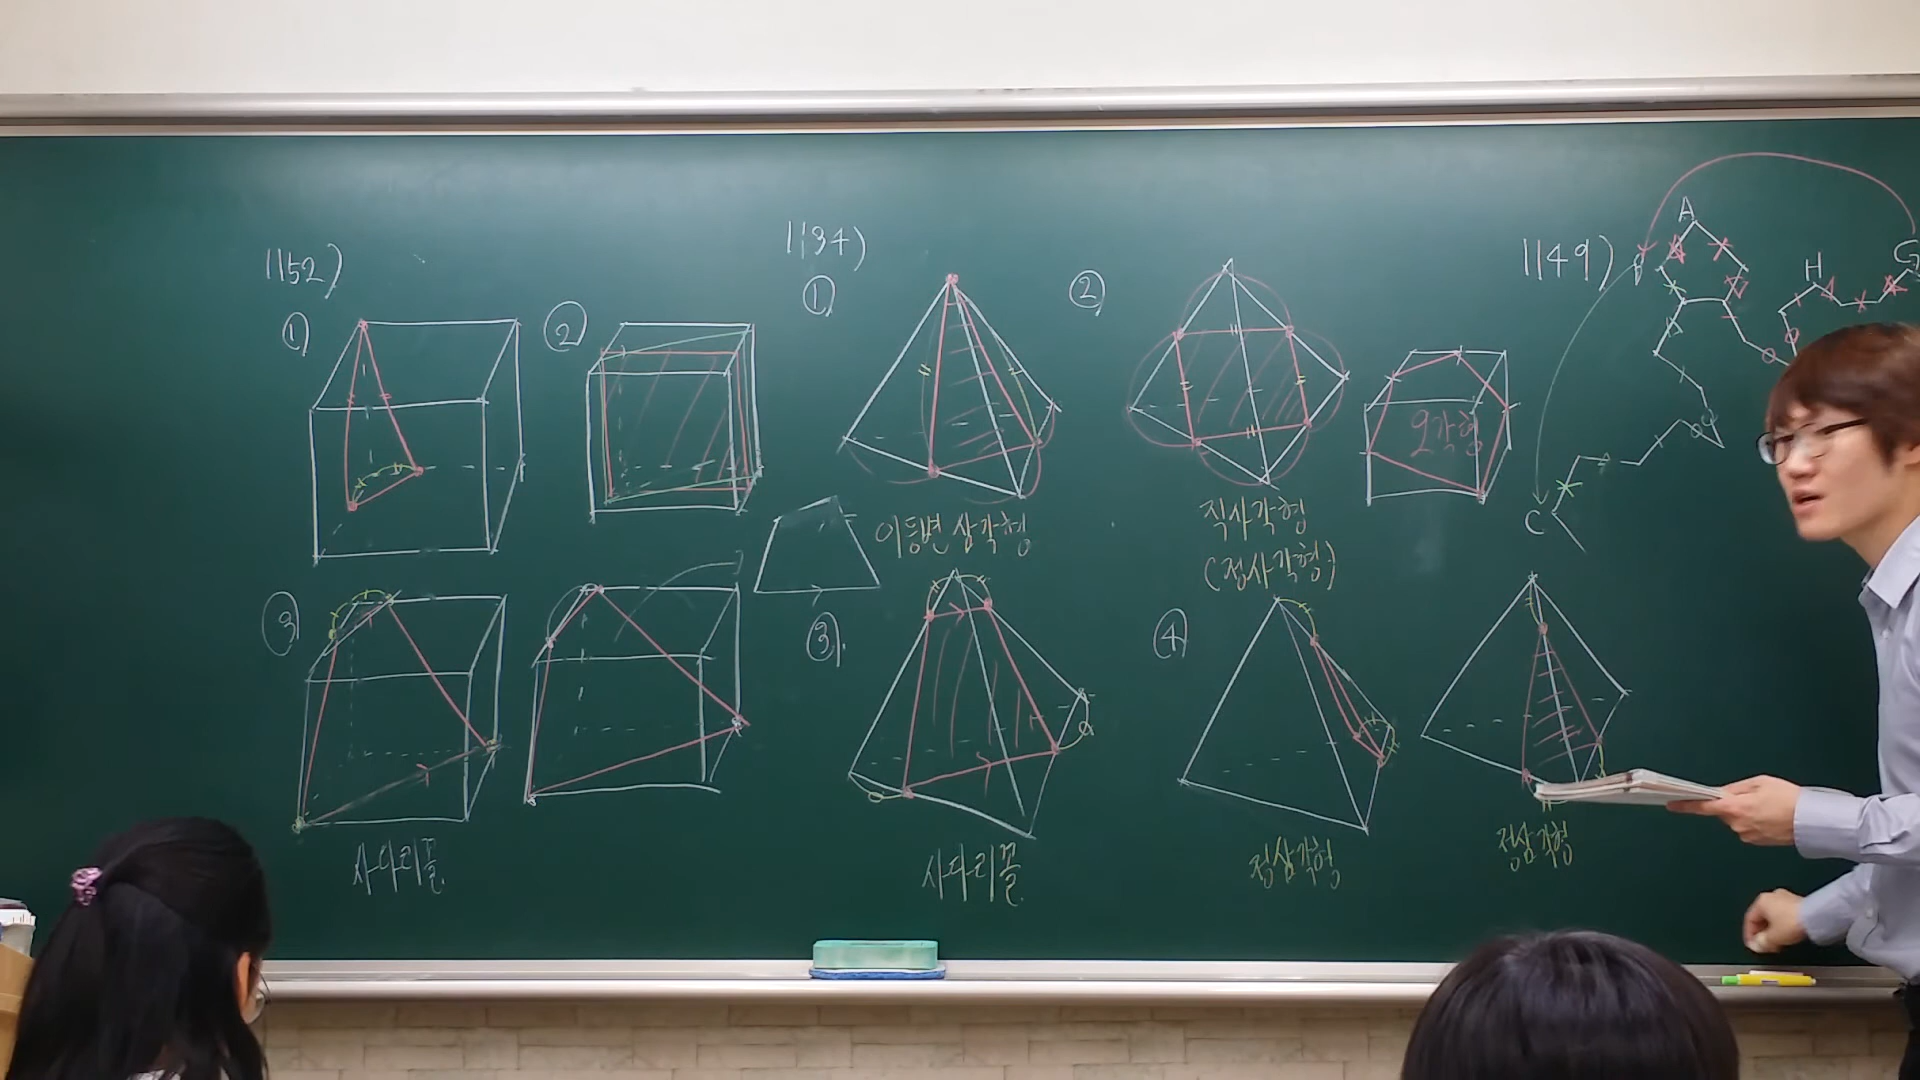 1152)
①
②
③
사다리꼴.
1134)
①
이등변 삼각형
②
직사각형
(정사각형)
오각형
③.
사다리꼴.
④
정삼각형
정삼각형
1149)
A
H
G
C